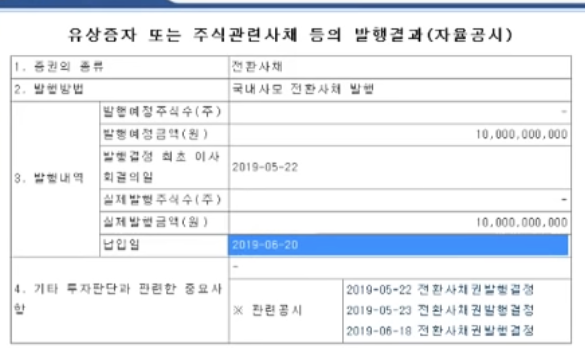 유상증자 또는 주식관련사채 등의 발행결과(자율공시)
1. 증권의 종류
전환사채
2. 발행방법
국내사모 전환사채 발행
3. 발행내역
발행예정주식수(주)
-
발행예정금액(원)
10,000,000,000
발행결정 최초 이사
회결의일
2019-05-22
실제발행주식수(주)
-
실제발행금액(원)
10,000,000,000
납입일
2019-06-20
4. 기타 투자판단과 관련한 중요사
항
-
※ 관련공시
2019-05-22 전환사채권발행결정
2019-05-23 전환사채권발행결정
2019-06-18 전환사채권발행결정